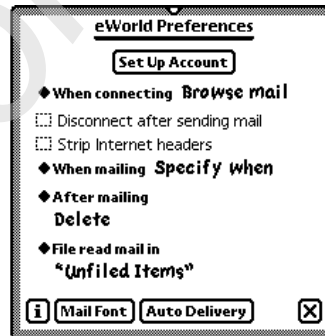 eWorld Preferences
Set Up Account
◆When connecting Browse mail
Disconnect after sending mail
Strip Internet headers
◆When mailing Specify when
◆After mailing
Delete
◆File read mail in
“Unfiled Items”
i Mail Font Auto Delivery X